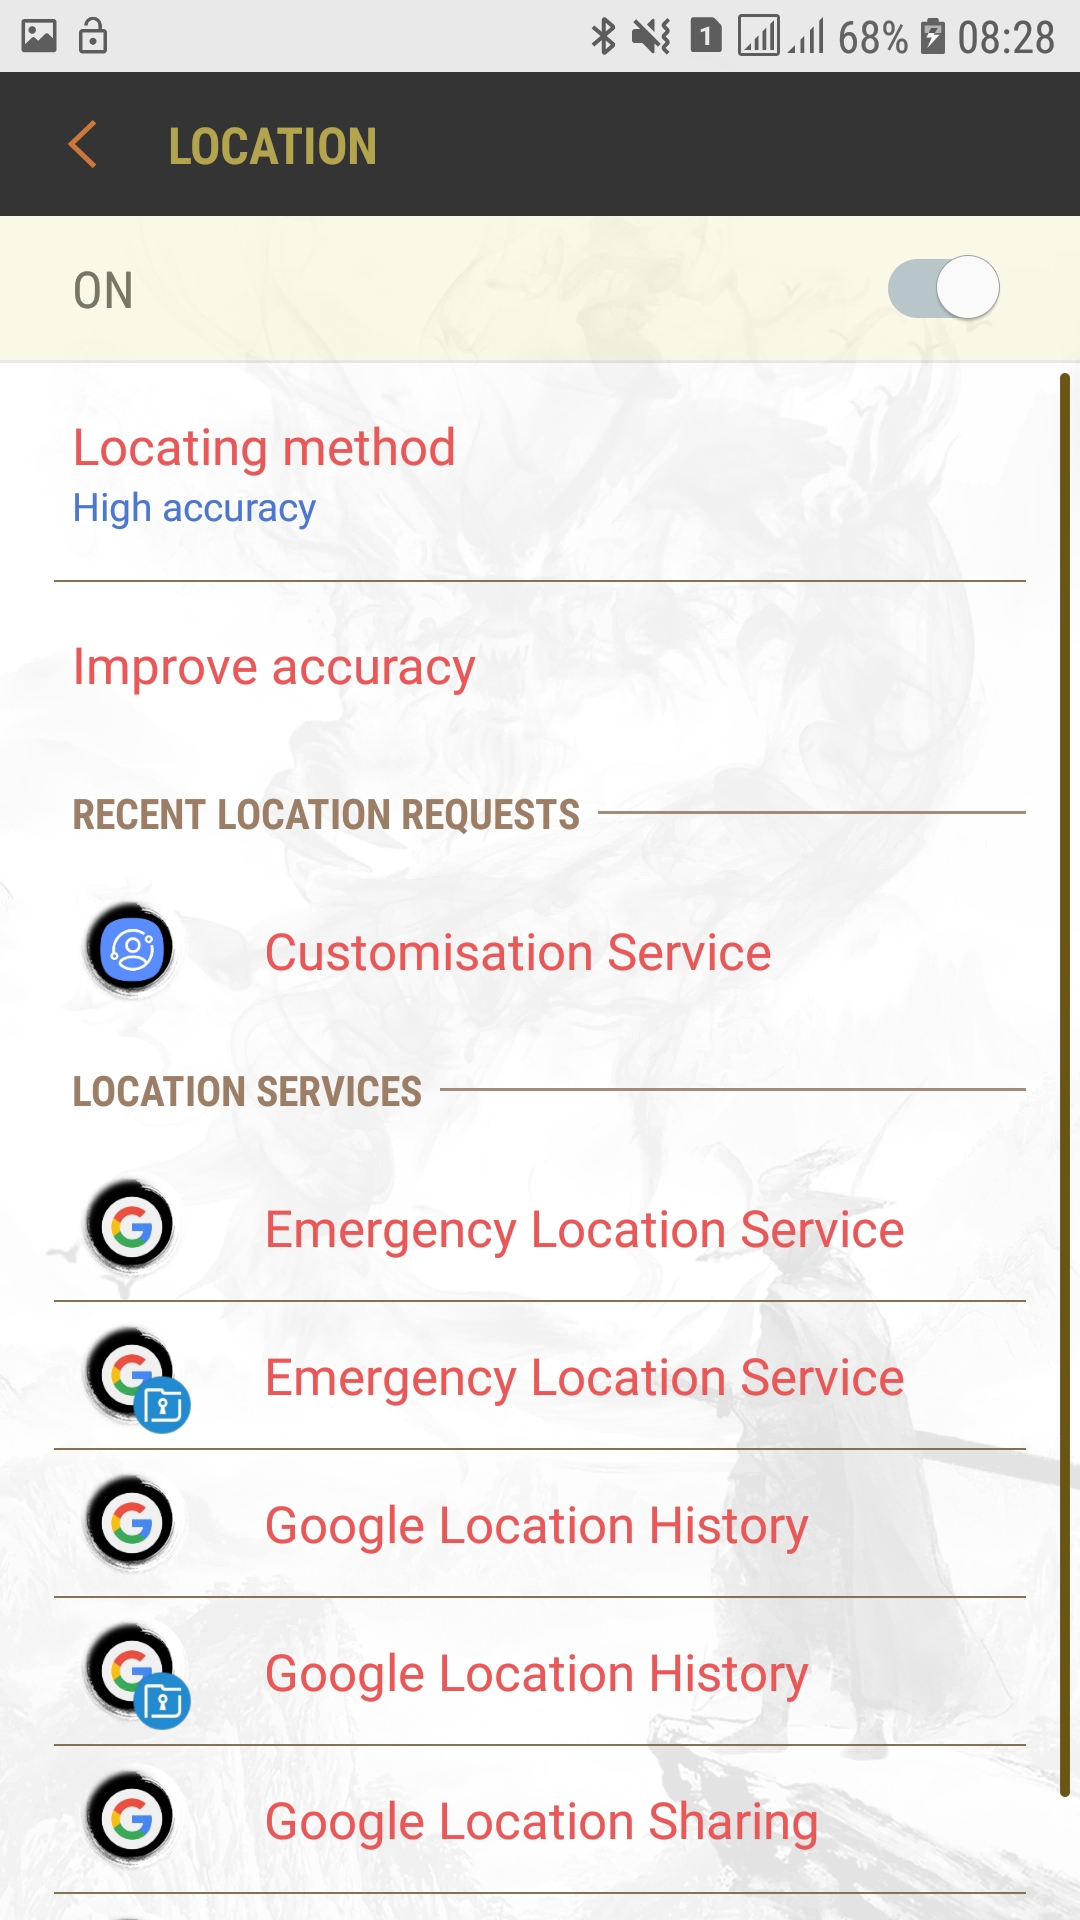 1 68% 08:28
LOCATION
ON
Locating method
High accuracy
Improve accuracy
RECENT LOCATION REQUESTS
Customisation Service
LOCATION SERVICES
Emergency Location Service
Emergency Location Service
Google Location History
Google Location History
Google Location Sharing